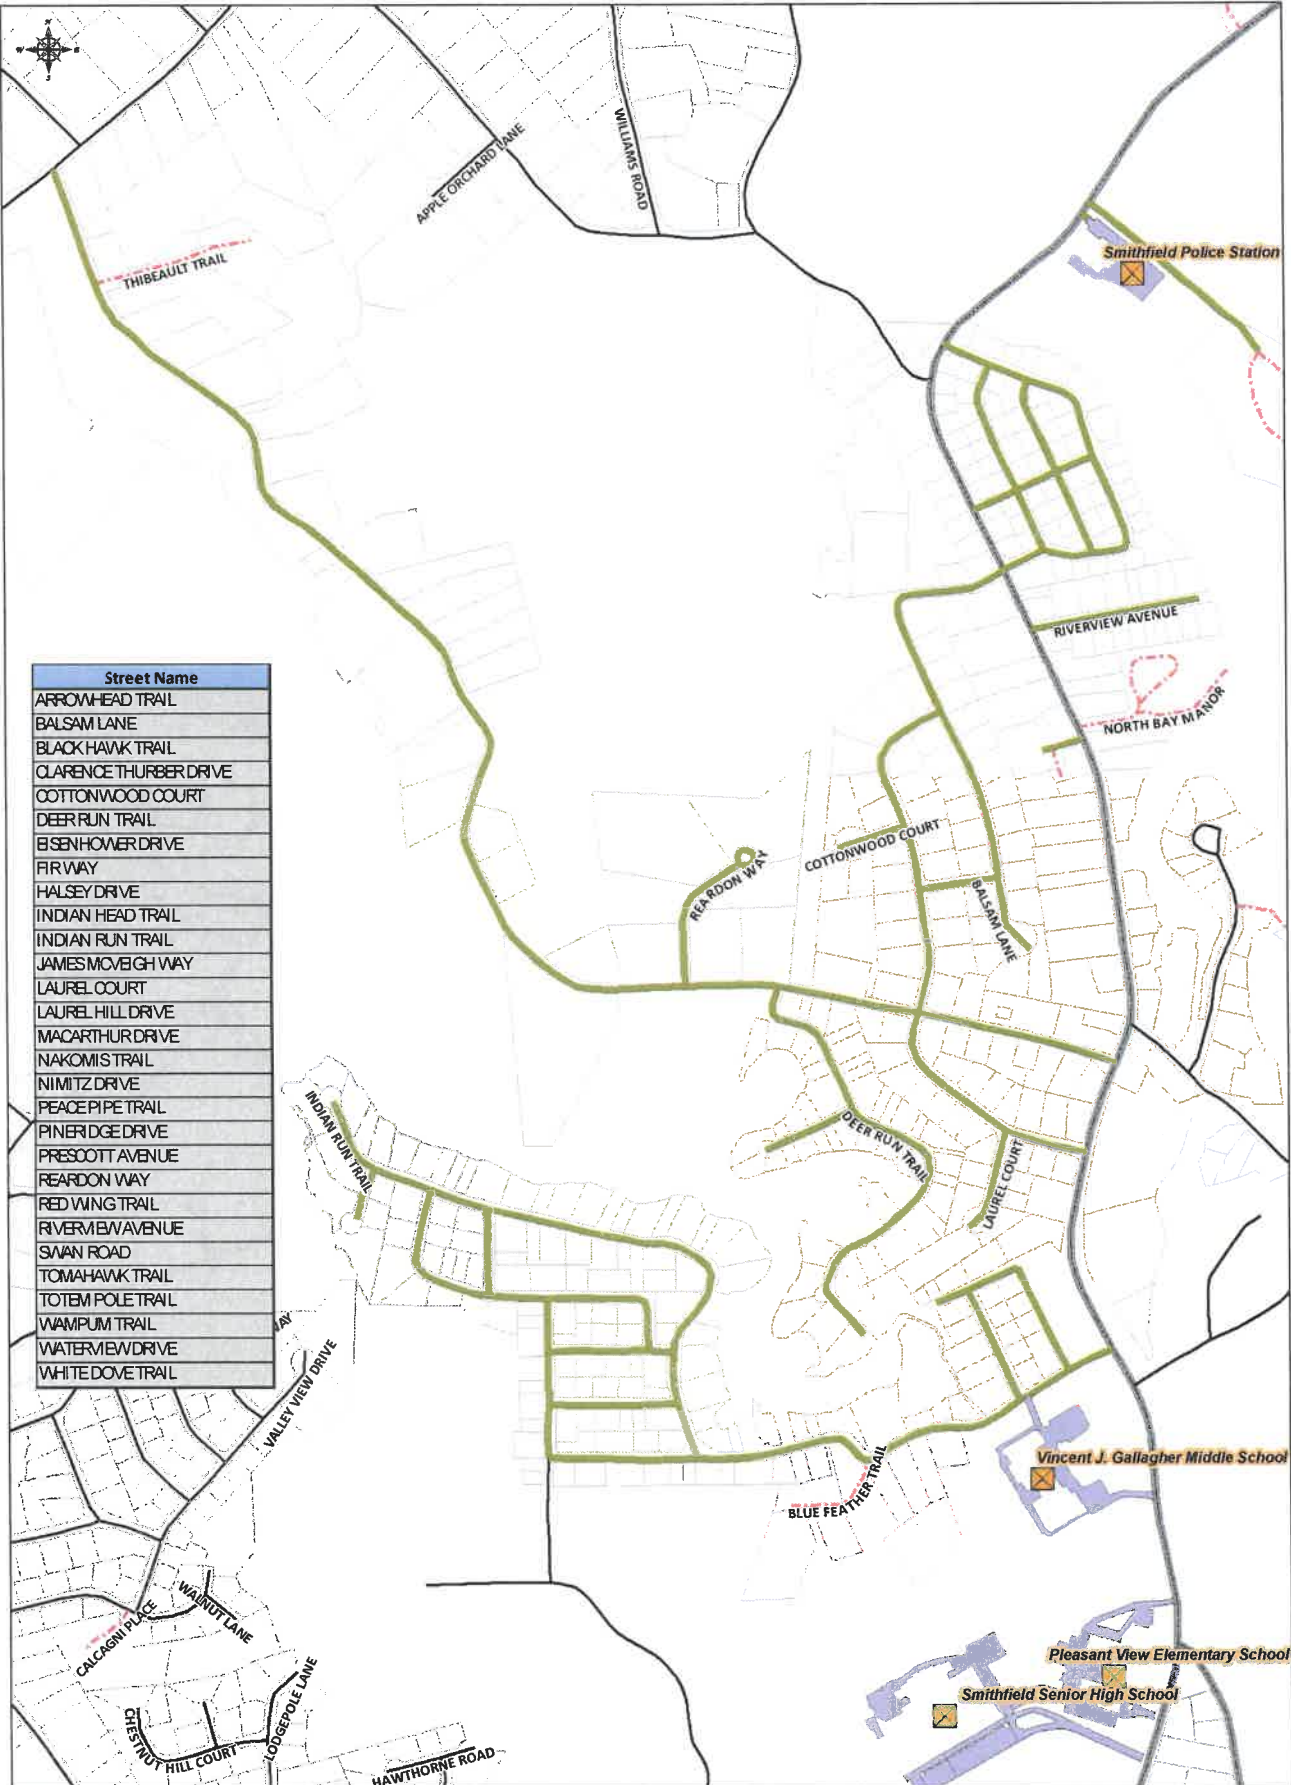 N
W E
S
WILLIAMS ROAD
APPLE ORCHARD LANE
THIBEAULT TRAIL
Smithfield Police Station
RIVERVIEW AVENUE
NORTH BAY MANOR
COTTONWOOD COURT
REARDON WAY
BALSAM LANE
DEER RUN TRAIL
LAUREL COURT
INDIAN RUN TRAIL
Street Name
ARROWHEAD TRAIL
BALSAM LANE
BLACK HAWK TRAIL
CLARENCE THURBER DRIVE
COTTONWOOD COURT
DEER RUN TRAIL
EISENHOWER DRIVE
FIR WAY
HALSEY DRIVE
INDIAN HEAD TRAIL
INDIAN RUN TRAIL
JAMES MCVEIGH WAY
LAUREL COURT
LAUREL HILL DRIVE
MACARTHUR DRIVE
NAKOMIS TRAIL
NIMITZ DRIVE
PEACE PIPE TRAIL
PINERIDGE DRIVE
PRESCOTT AVENUE
REARDON WAY
RED WING TRAIL
RIVERVIEW AVENUE
SWAN ROAD
TOMAHAWK TRAIL
TOTEM POLE TRAIL
WAMPUM TRAIL
WATERVIEW DRIVE
WHITE DOVE TRAIL
WAY
VALLEY VIEW DRIVE
BLUE FEATHER TRAIL
Vincent J. Gallagher Middle School
WALNUT LANE
CALCAGNI PLACE
Pleasant View Elementary School
Smithfield Senior High School
LODGEPOLE LANE
CHESTNUT HILL COURT
HAWTHORNE ROAD